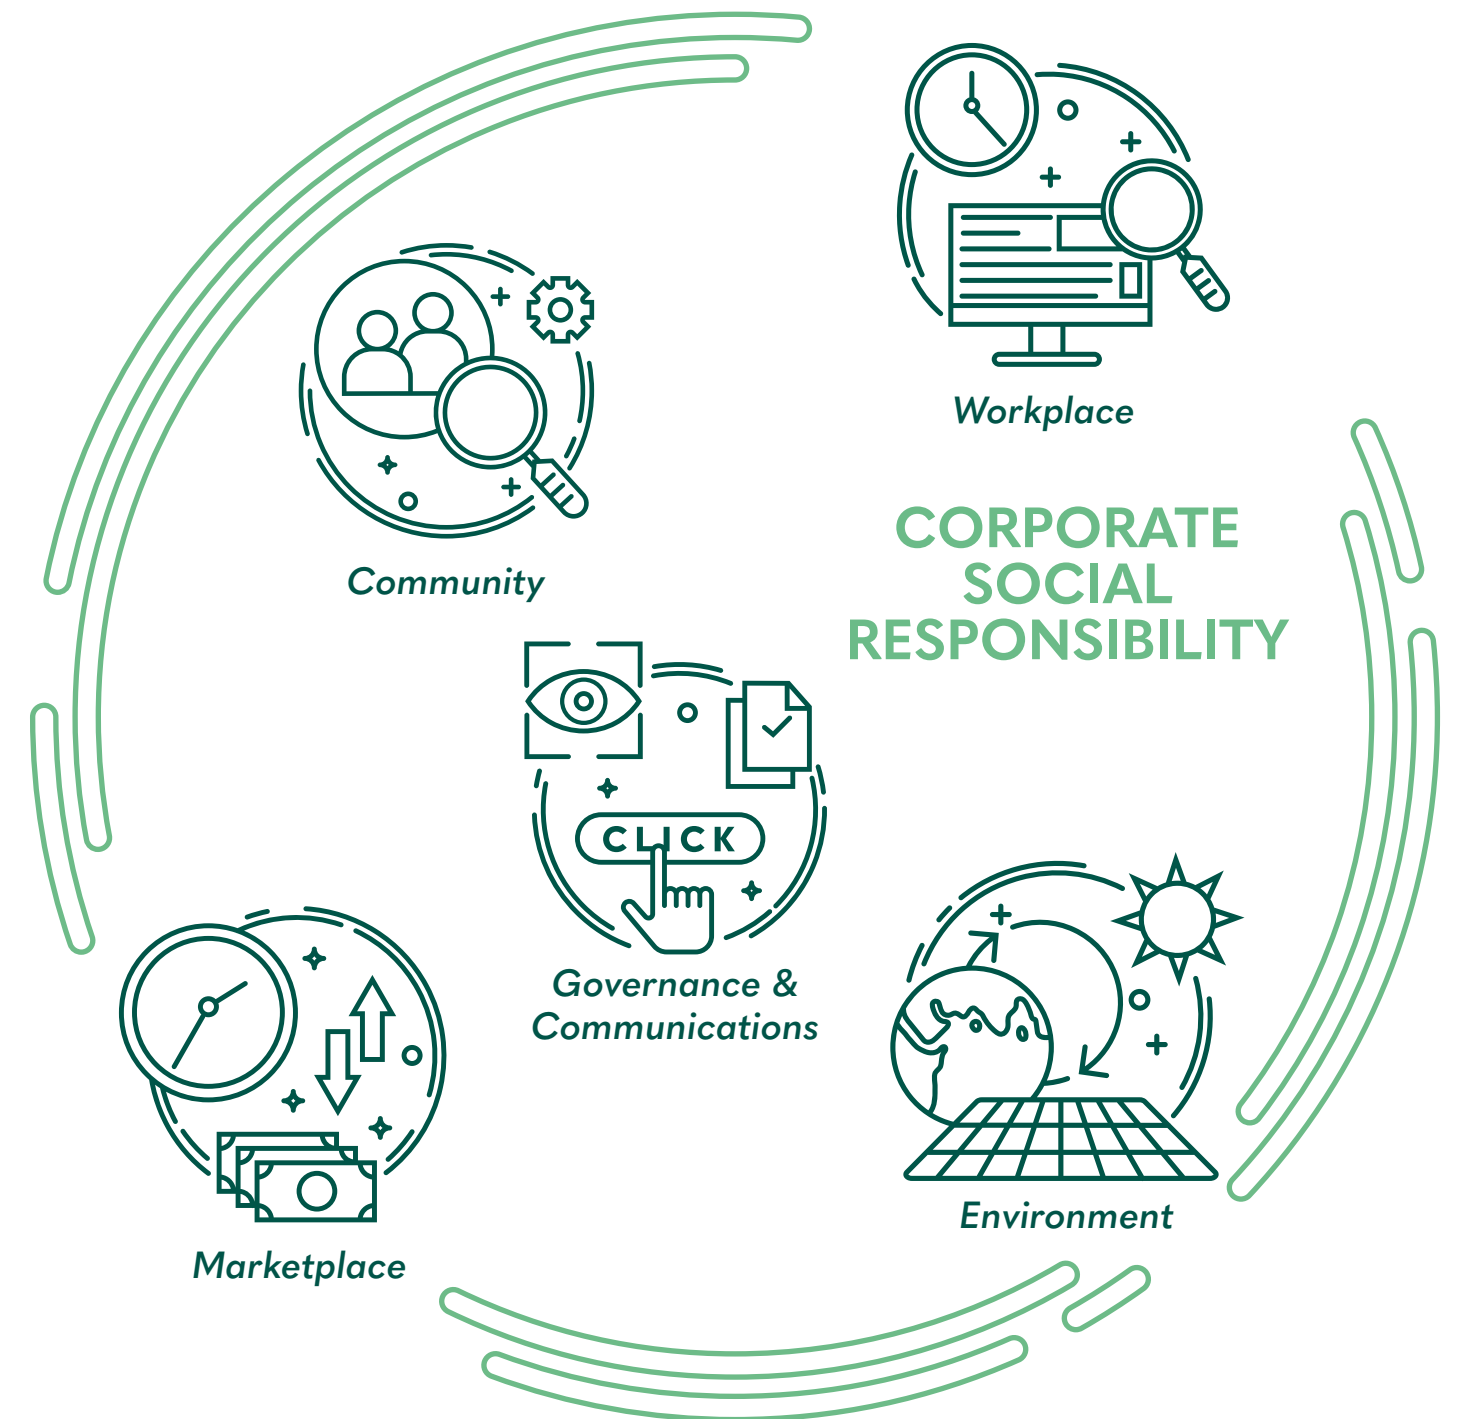 Workplace
Community
CORPORATE
SOCIAL
RESPONSIBILITY
CLICK
Governance &
Communications
Environment
Marketplace